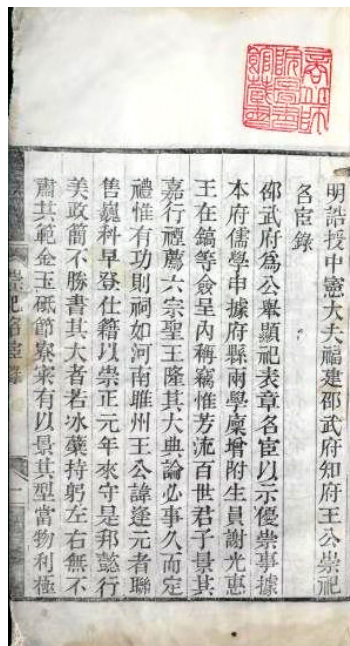 明誥授中憲大夫福建邵武府知府王公崇祀
名宦錄
邵武府為公舉顯祀表章名宦以示優崇事據
本府儒學申據府縣兩學廩增附生員謝光惠
王在鎬等僉呈內稱竊惟芳流百世君子景其
嘉行禋薦六宗聖王隆其大典論必事久而定
禮惟有功則祠如河南睢州王公諱逢元者聯
售巍科早登仕籍以崇正元年來守是邦懿行
美政簡不勝書其大者若冰蘗持躬左右無不
肅其範金玉砥節寮寀有以景其型當物利極
崇祀名宦錄
一